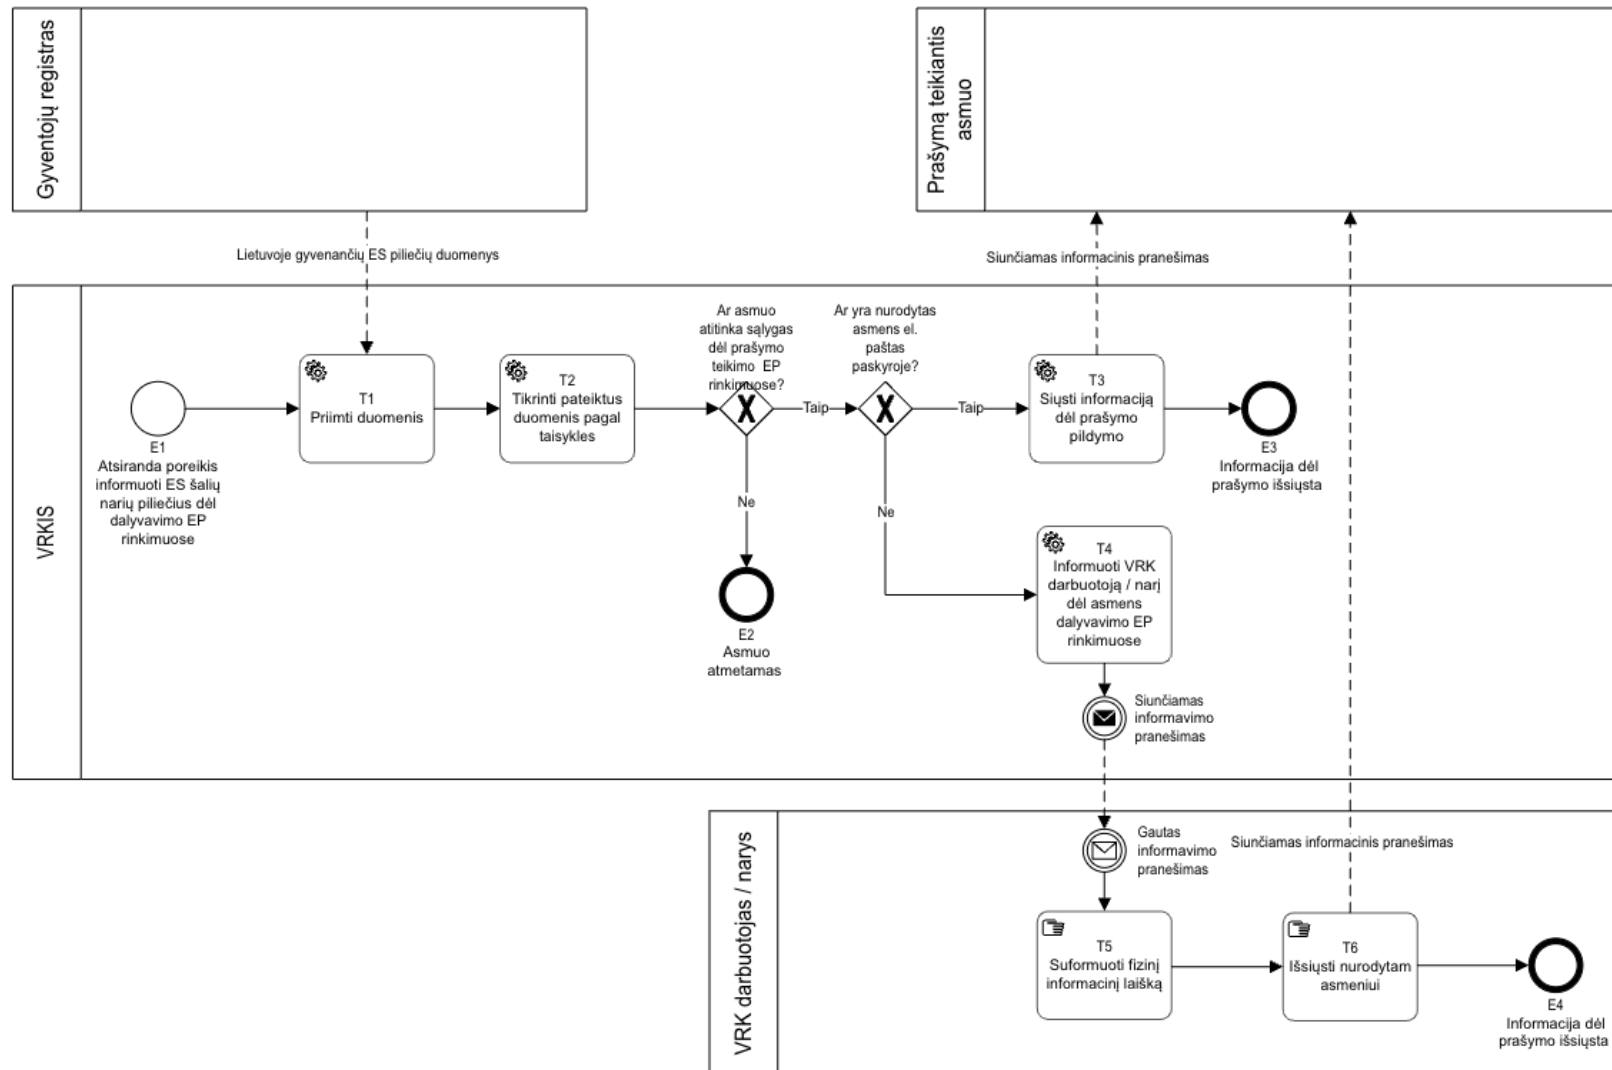 Gyventojų registras
Prašymą teikiantis
asmuo
Lietuvoje gyvenančių ES piliečių duomenys
Siunčiamas informacinis pranešimas
VRKIS
E1
Atsiranda poreikis
informuoti ES šalių
narių piliečius dėl
dalyvavimo EP
rinkimuose
T1
Priimti duomenis
T2
Tikrinti pateiktus
duomenis pagal
taisykles
Ar asmuo
atitinka sąlygas
dėl prašymo
teikimo EP
rinkimuose?
Taip
Ne
E2
Asmuo
atmetamas
Ar yra nurodytas
asmens el.
paštas
paskyroje?
Taip
Ne
T3
Siųsti informaciją
dėl prašymo
pildymo
E3
Informacija dėl
prašymo išsiųsta
T4
Informuoti VRK
darbuotoją / narį
dėl asmens
dalyvavimo EP
rinkimuose
Siunčiamas
informavimo
pranešimas
VRK darbuotojas / narys
Gautas
informavimo
pranešimas
Siunčiamas informacinis pranešimas
T5
Suformuoti fizinį
informacinį laišką
T6
Išsiųsti nurodytam
asmeniui
E4
Informacija dėl
prašymo išsiųsta